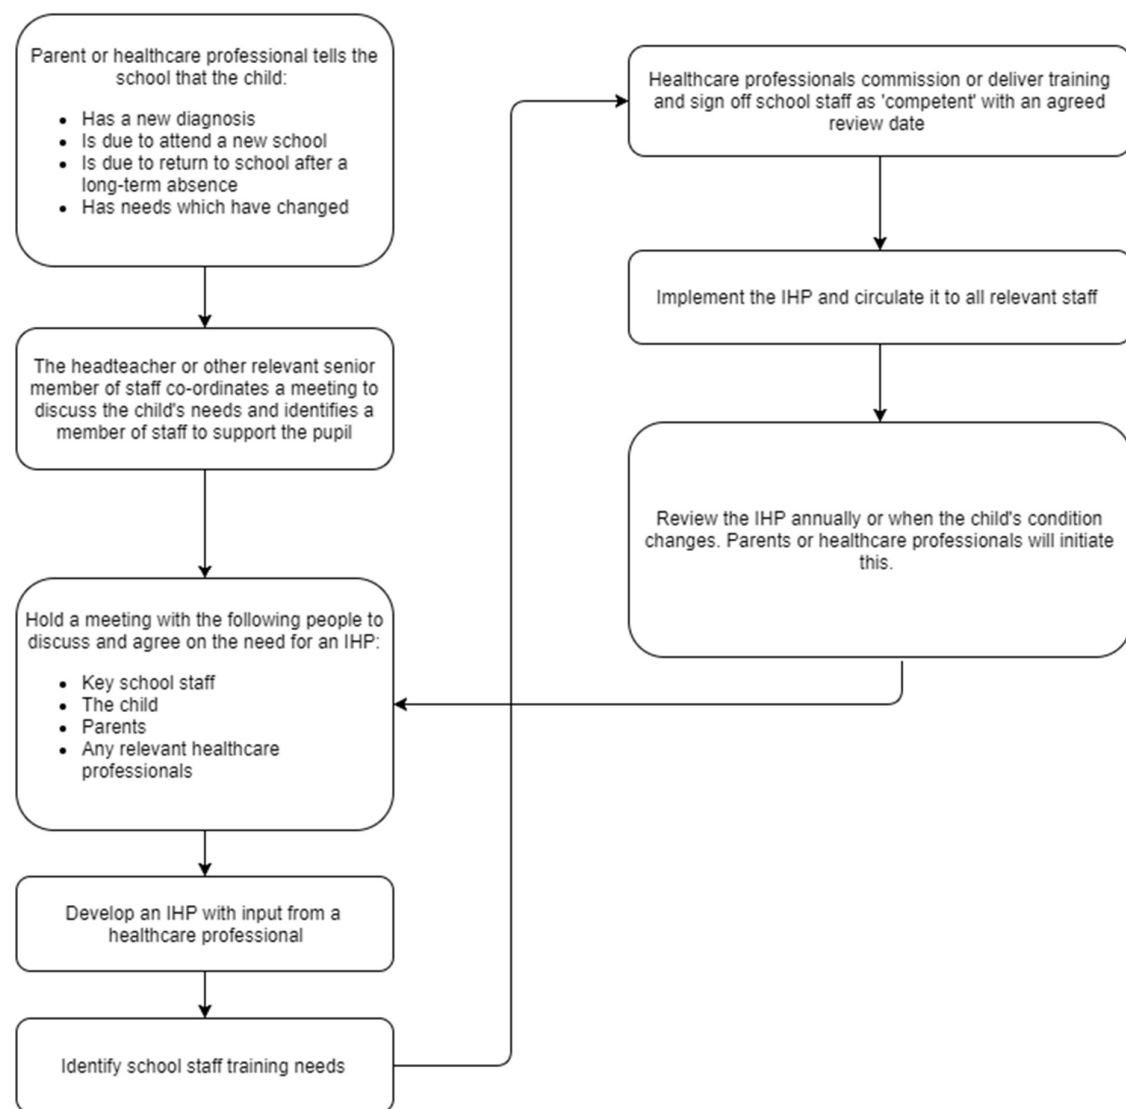 Parent or healthcare professional tells the
school that the child:
• Has a new diagnosis
• Is due to attend a new school
• Is due to return to school after a
long-term absence
• Has needs which have changed
The headteacher or other relevant senior
member of staff co-ordinates a meeting to
discuss the child's needs and identifies a
member of staff to support the pupil
Hold a meeting with the following people to
discuss and agree on the need for an IHP:
• Key school staff
• The child
• Parents
• Any relevant healthcare
professionals
Develop an IHP with input from a
healthcare professional
Identify school staff training needs
Healthcare professionals commission or deliver training
and sign off school staff as 'competent' with an agreed
review date
Implement the IHP and circulate it to all relevant staff
Review the IHP annually or when the child's condition
changes. Parents or healthcare professionals will initiate
this.